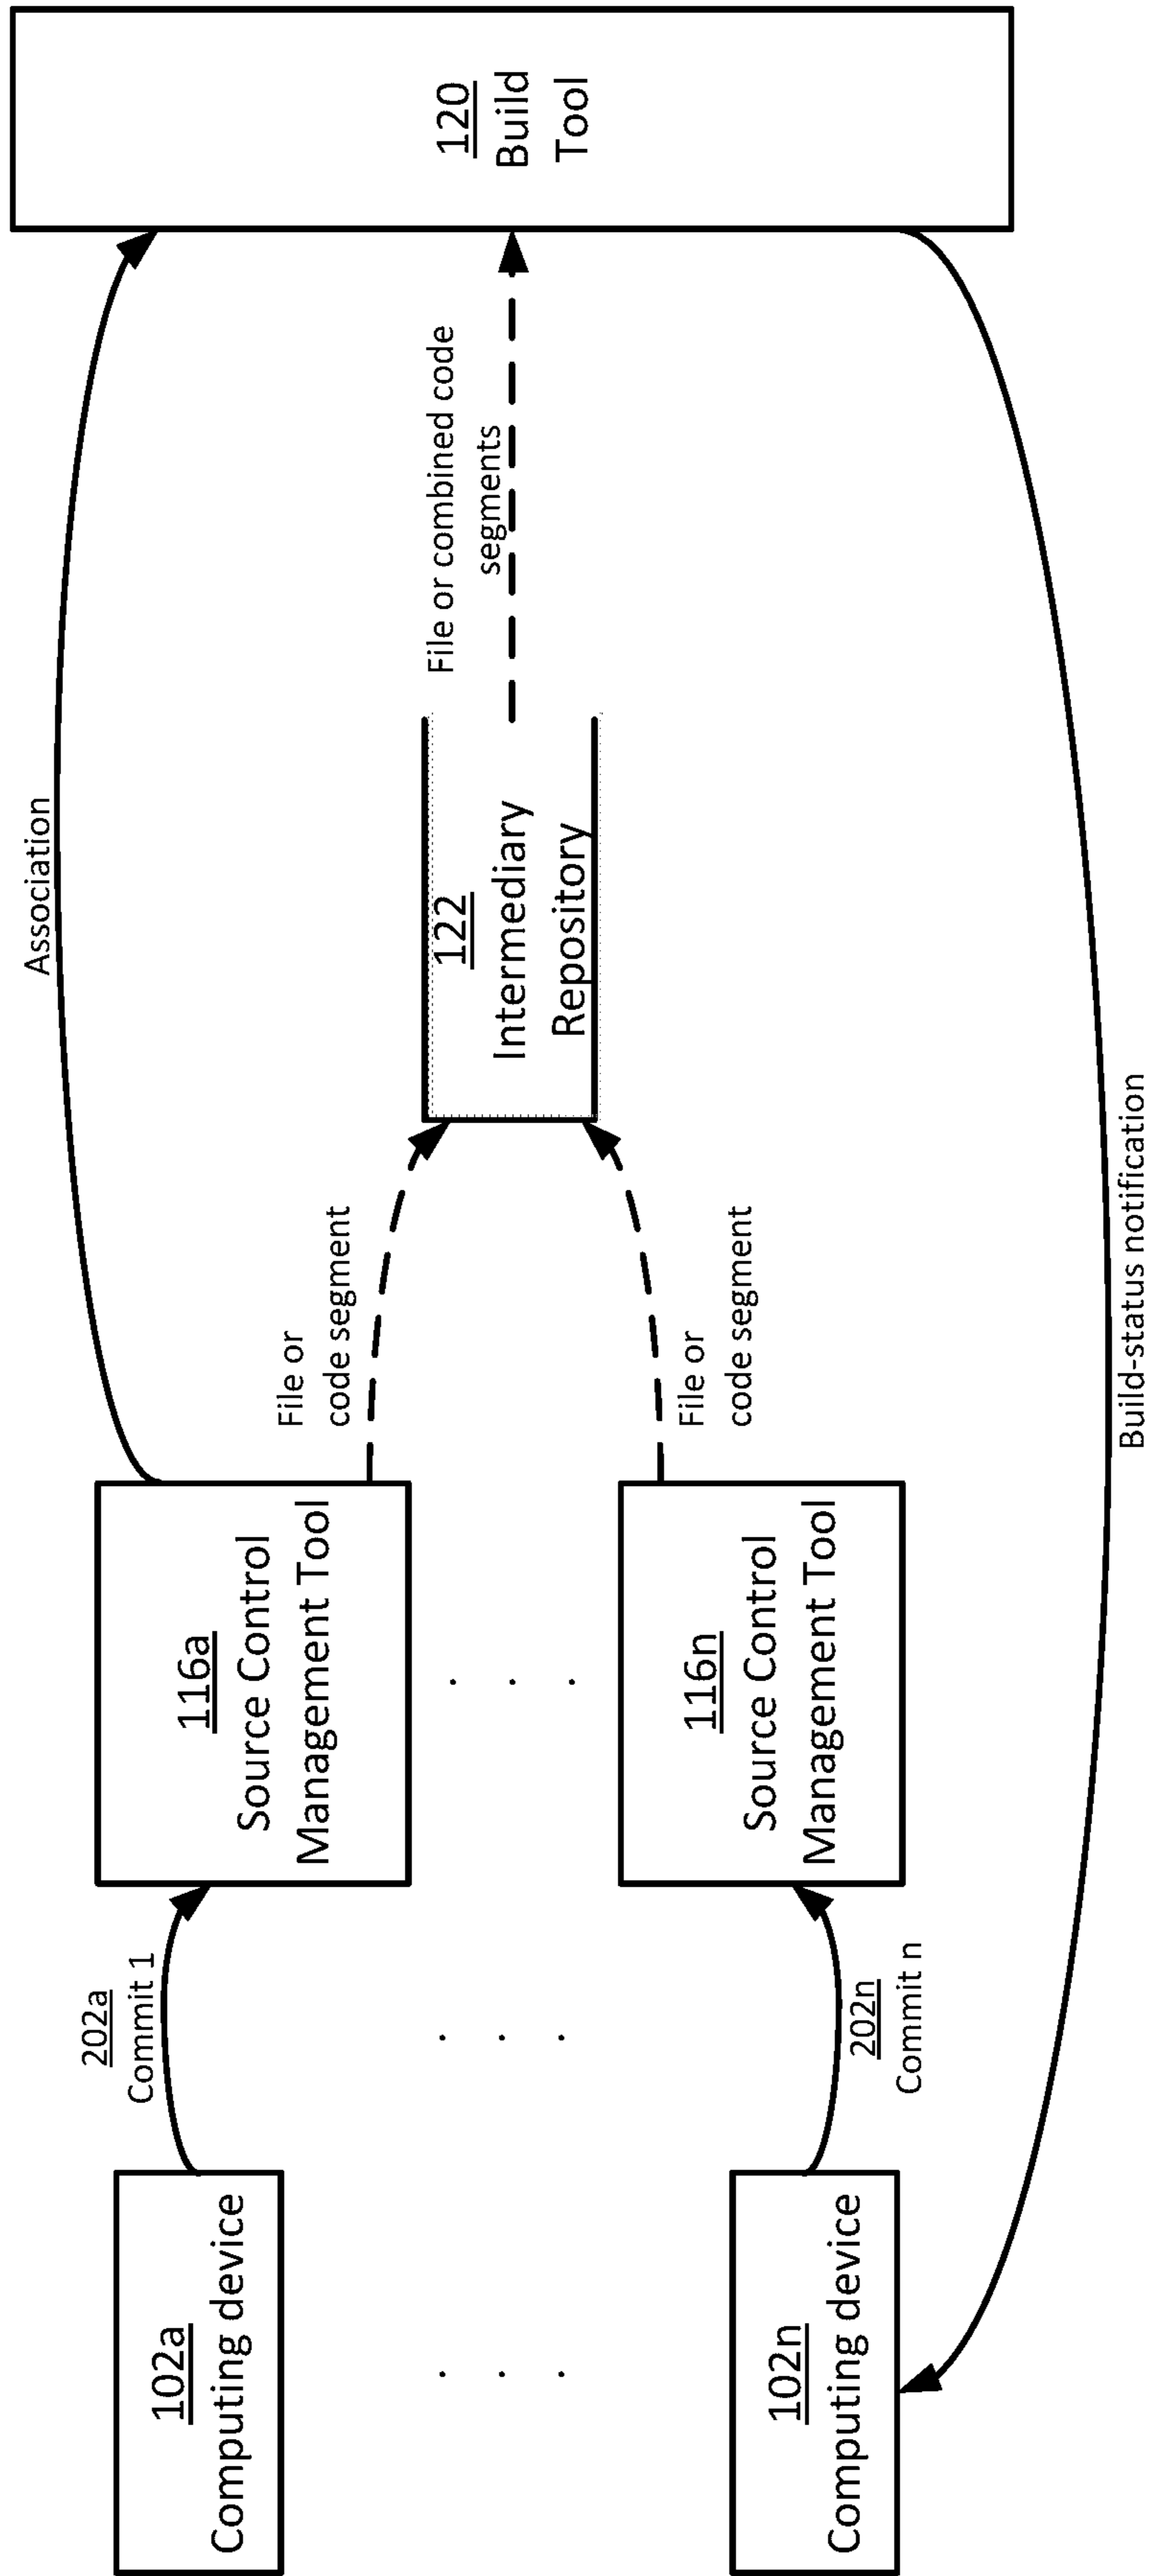 102a
Computing device
102n
Computing device
202a
Commit 1
202n
Commit n
116a
Source Control
Management Tool
116n
Source Control
Management Tool
File or
code segment
File or
code segment
Association
122
Intermediary
Repository
File or combined code
segments
120
Build
Tool
Build-status notification